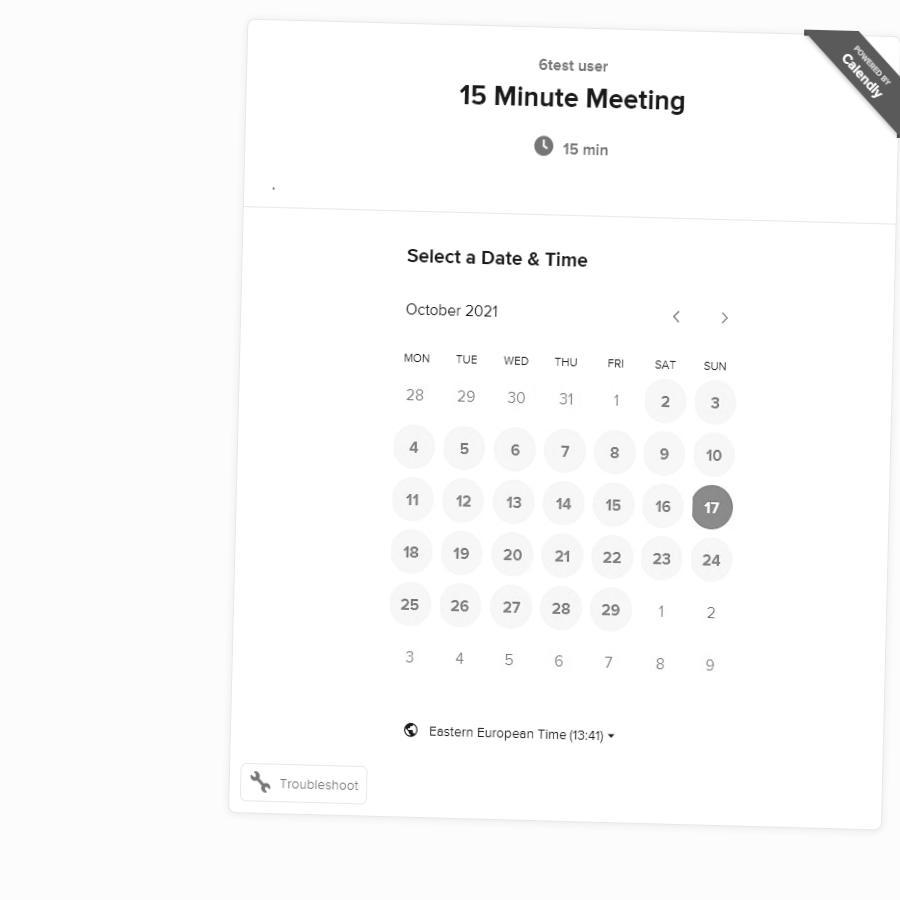 POWERED BY
Calendly
6test user
15 Minute Meeting
15 min
.
Select a Date & Time
October 2021
MON TUE WED THU FRI SAT SUN
28 29 30 31 1 2 3
4 5 6 7 8 9 10
11 12 13 14 15 16 17
18 19 20 21 22 23 24
25 26 27 28 29 1 2
3 4 5 6 7 8 9
Eastern European Time (13:41)
Troubleshoot